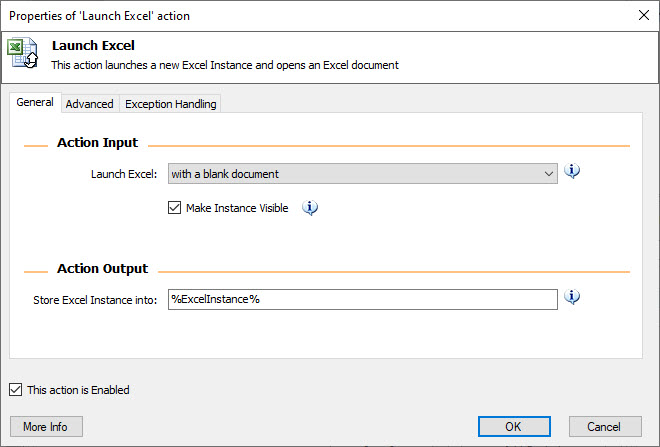 Properties of 'Launch Excel' action
Launch Excel
This action launches a new Excel Instance and opens an Excel document
General Advanced Exception Handling
Action Input
Launch Excel: with a blank document
Make Instance Visible
Action Output
Store Excel Instance into: %ExcelInstance%
This action is Enabled
More Info OK Cancel